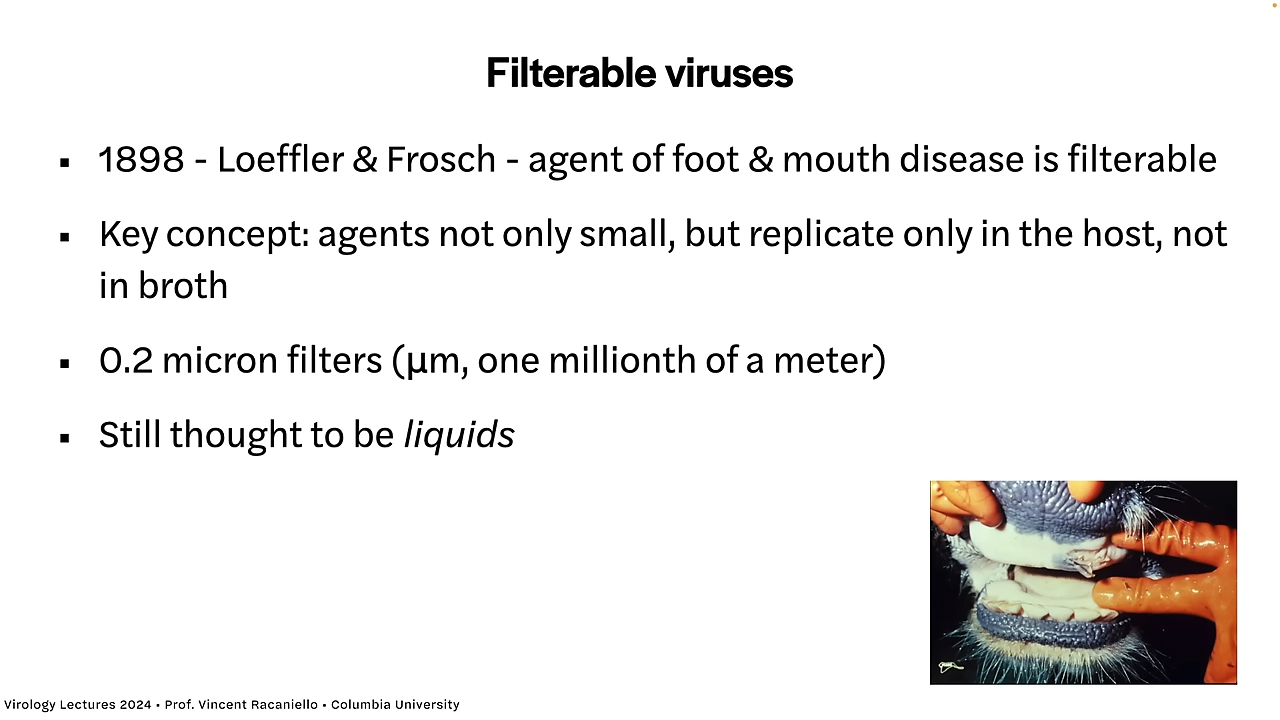 Filterable viruses
▪ 1898 - Loeffler & Frosch - agent of foot & mouth disease is filterable
▪ Key concept: agents not only small, but replicate only in the host, not
in broth
▪ 0.2 micron filters (µm, one millionth of a meter)
▪ Still thought to be liquids
Virology Lectures 2024 • Prof. Vincent Racaniello • Columbia University